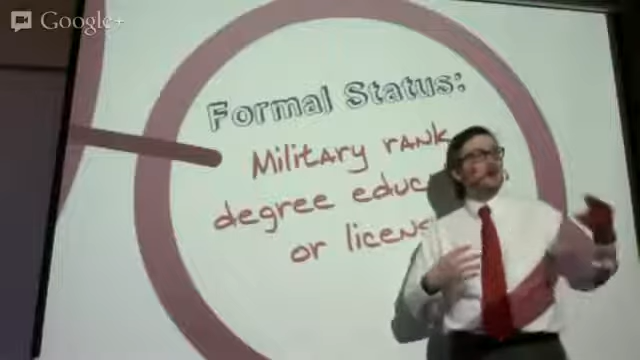 Google+
Formal Status:
Military rank
degree
or